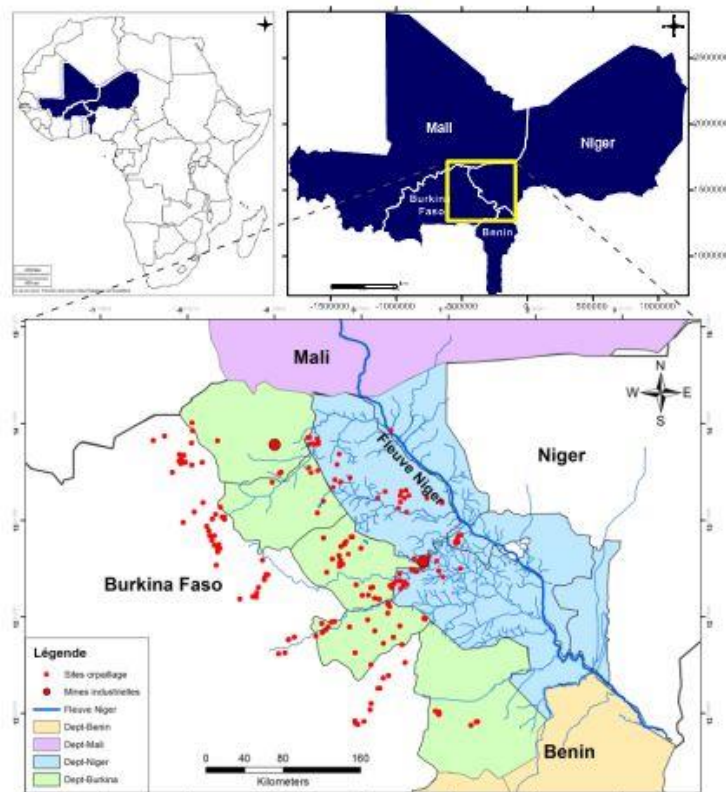 Mali
Niger
Burkina
Faso
Benin
2500000
2000000
1500000
1000000
-1500000
-1000000
-500000
0
500000
1000000
Mali
N
W
E
S
Niger
Fleuve Niger
Burkina Faso
Légende
Sites orpaillage
Mines industrielles
Fleuve Niger
Dept-Benin
Dept-Mali
Dept-Niger
Dept-Burkina
0 40 80 160
Kilometers
Benin